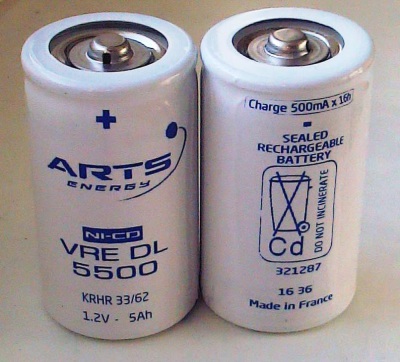 +
ARTS
ENERGY
NI-CD
VRE DL
5500
KRHR 33/62
1.2V - 5Ah
Charge 500mA x 16h
-
SEALED
RECHARGEABLE
BATTERY
Cd
DO NOT INCINERATE
321287
16 36
Made in France